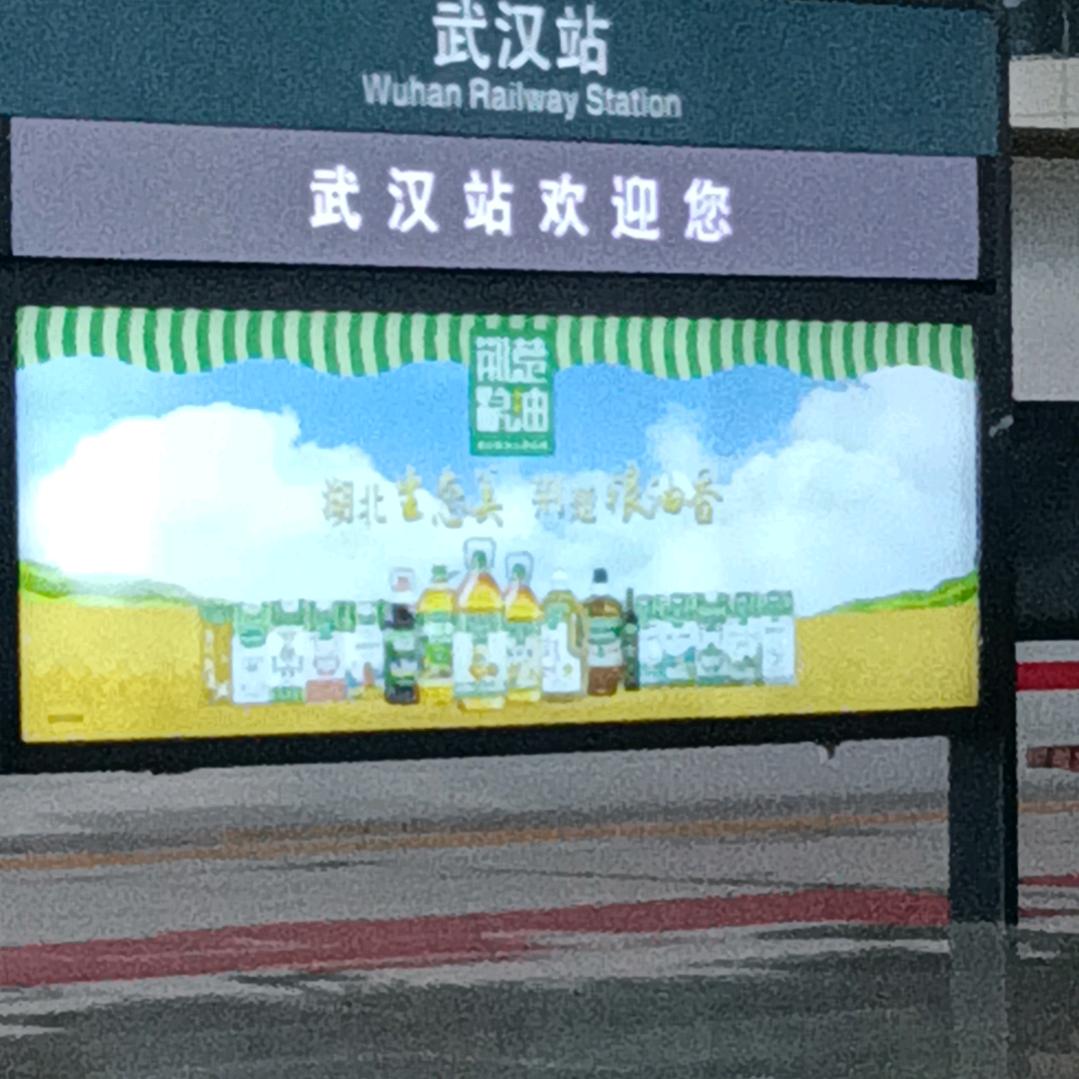 武汉站
Wuhan Railway Station
武汉站欢迎您
荆楚
粮油
湖北生态美 荆楚粮油香